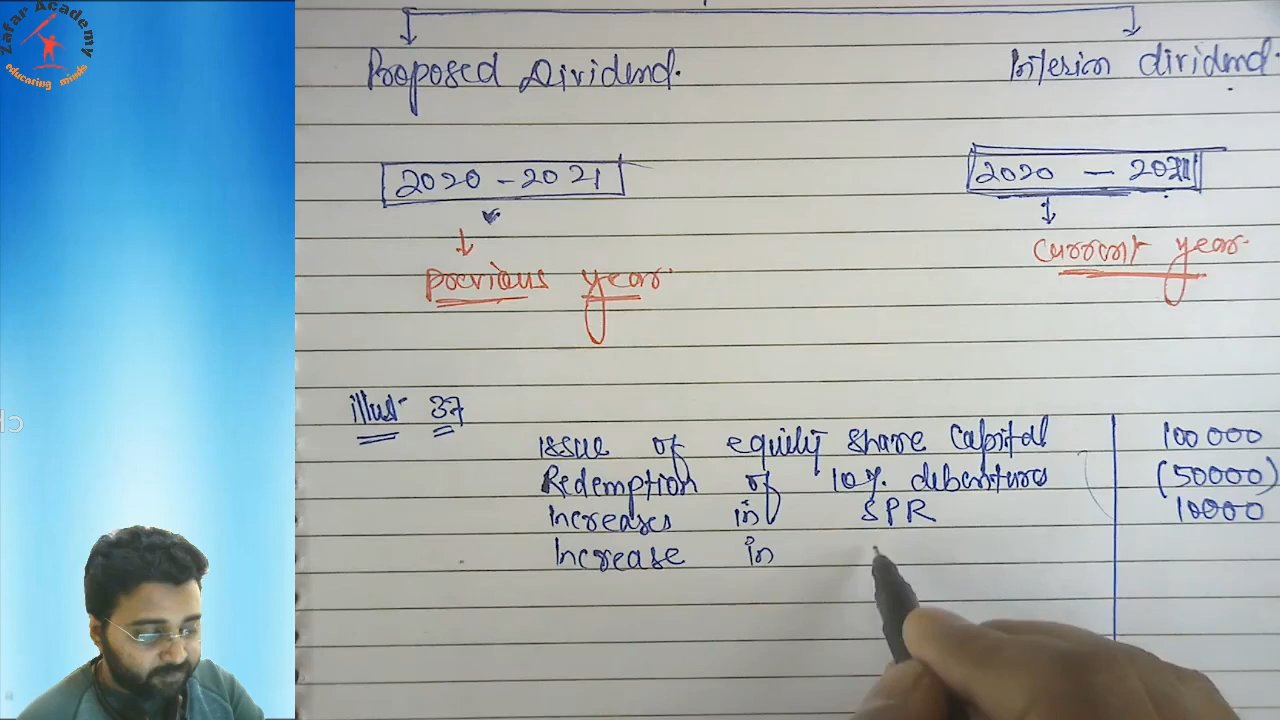 Zafar Academy
educating minds
Proposed Dividend.
Interim dividend.
2020 - 2021
2020 - 2021
Previous year.
Current year.
illus- 37
Issue of equity share capital 100000
Redemption of 10%. debentures (50000)
Increases in SPR 10000
Increase in